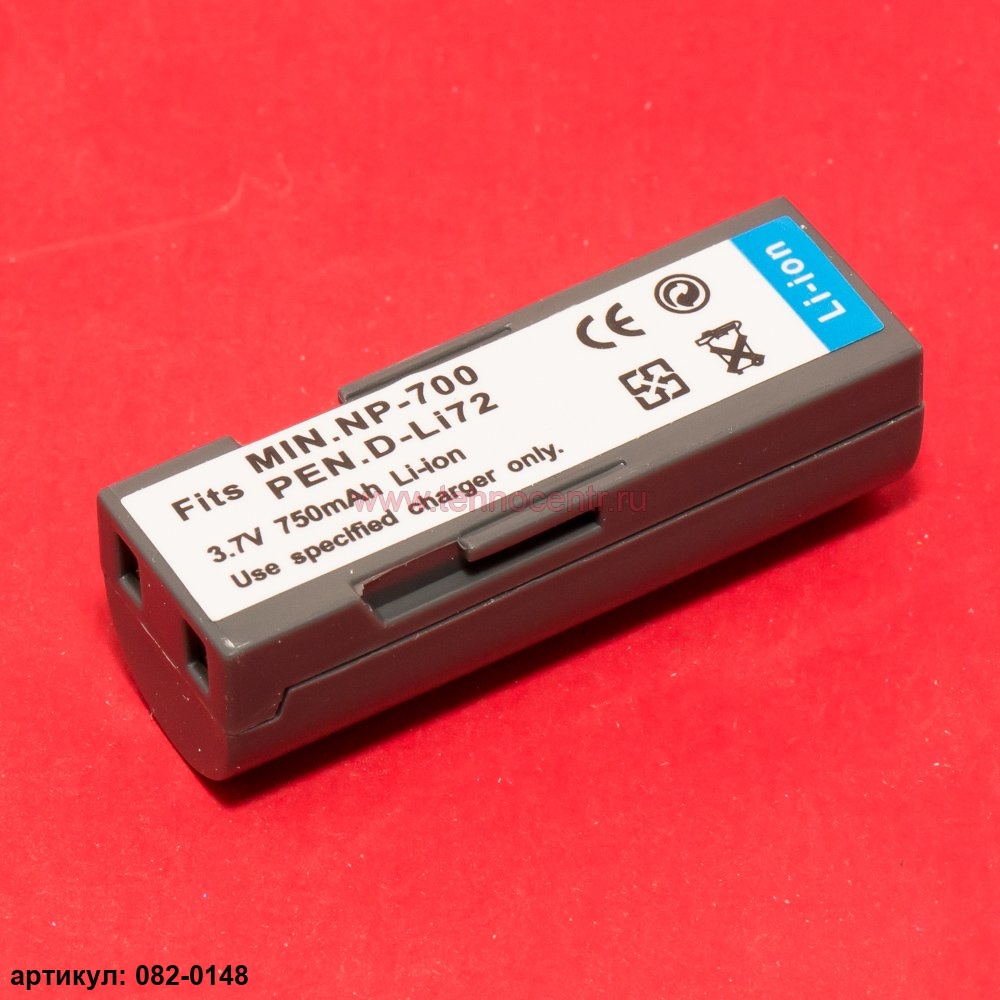 Li-ion
CE
Fits MIN.NP-700
PEN.D-Li72
3.7V 750mAh Li-ion
Use specified charger only.
www.tehnocentr.ru
артикул: 082-0148